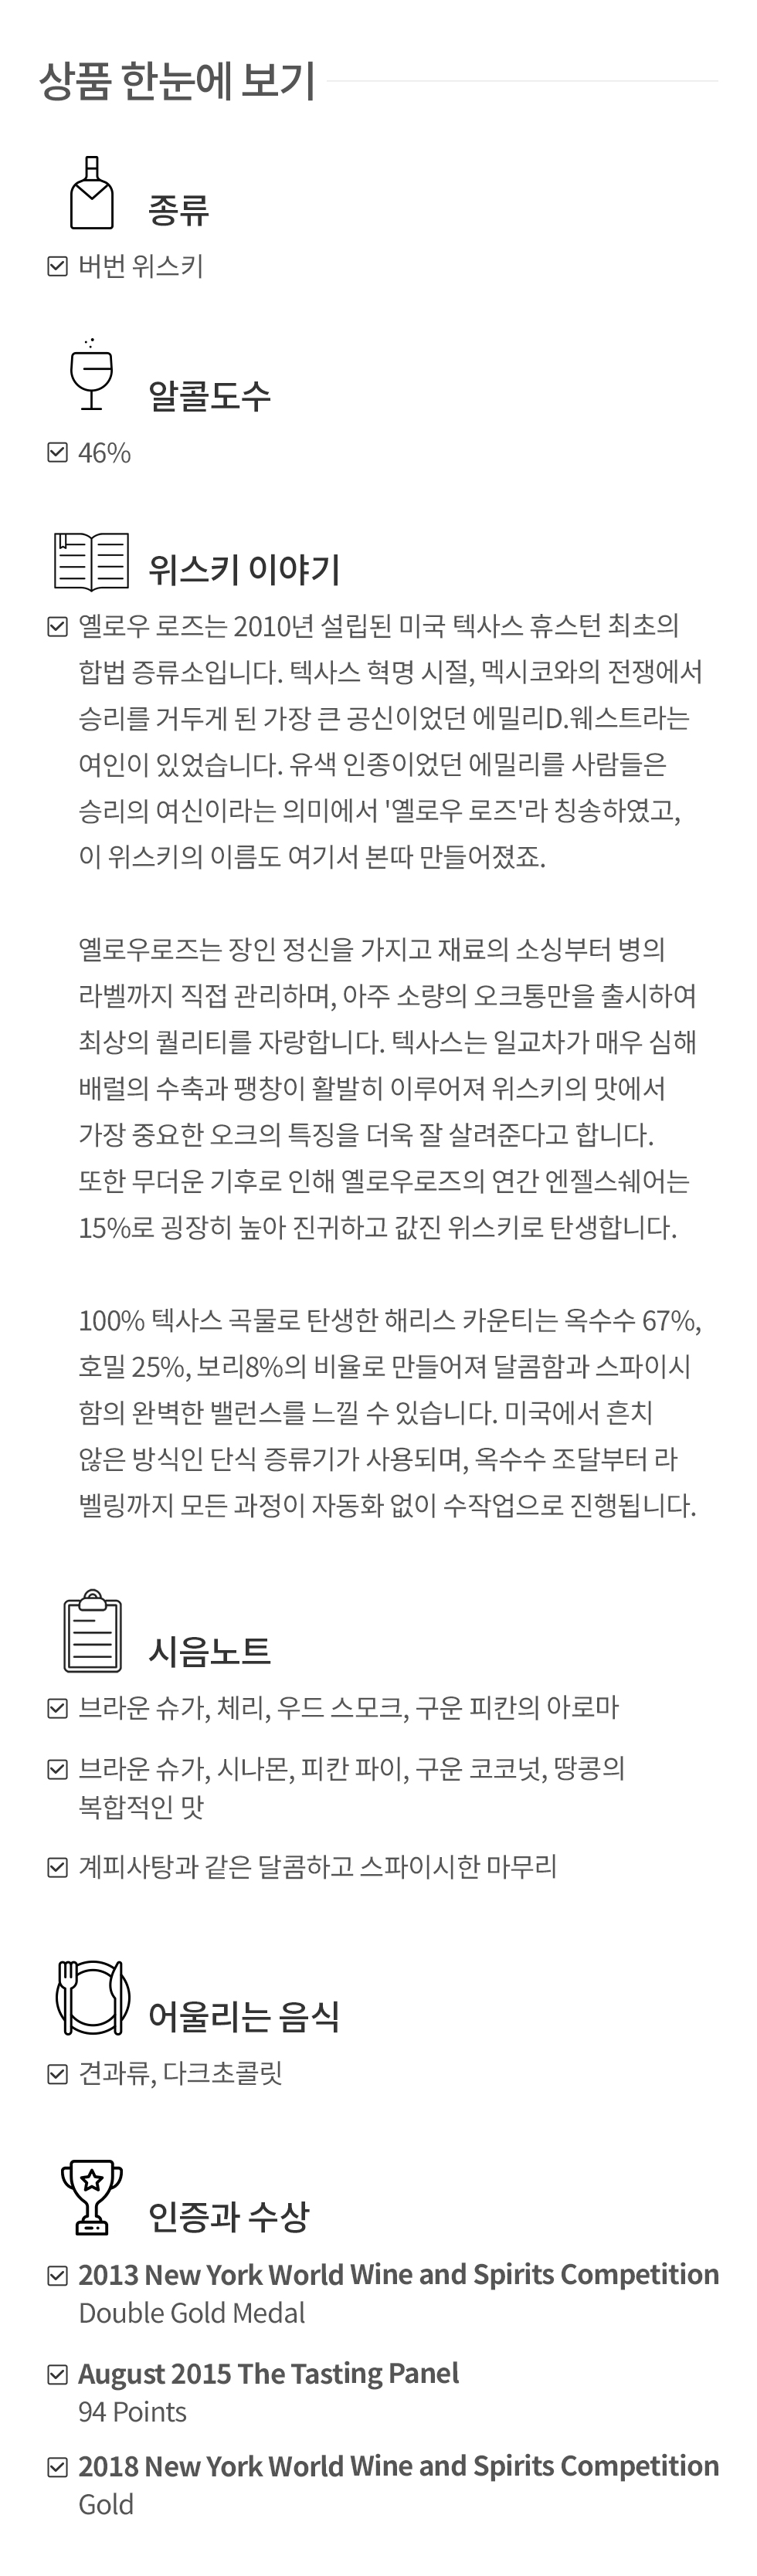 상품 한눈에 보기
종류
버번 위스키
알콜도수
46%
위스키 이야기
옐로우 로즈는 2010년 설립된 미국 텍사스 휴스턴 최초의
합법 증류소입니다. 텍사스 혁명 시절, 멕시코와의 전쟁에서
승리를 거두게 된 가장 큰 공신이었던 에밀리D.웨스트라는
여인이 있었습니다. 유색 인종이었던 에밀리를 사람들은
승리의 여신이라는 의미에서 '옐로우 로즈'라 칭송하였고,
이 위스키의 이름도 여기서 본따 만들어졌죠.
옐로우로즈는 장인 정신을 가지고 재료의 소싱부터 병의
라벨까지 직접 관리하며, 아주 소량의 오크통만을 출시하여
최상의 퀄리티를 자랑합니다. 텍사스는 일교차가 매우 심해
배럴의 수축과 팽창이 활발히 이루어져 위스키의 맛에서
가장 중요한 오크의 특징을 더욱 잘 살려준다고 합니다.
또한 무더운 기후로 인해 옐로우로즈의 연간 엔젤스쉐어는
15%로 굉장히 높아 진귀하고 값진 위스키로 탄생합니다.
100% 텍사스 곡물로 탄생한 해리스 카운티는 옥수수 67%,
호밀 25%, 보리8%의 비율로 만들어져 달콤함과 스파이시
함의 완벽한 밸런스를 느낄 수 있습니다. 미국에서 흔치
않은 방식인 단식 증류기가 사용되며, 옥수수 조달부터 라
벨링까지 모든 과정이 자동화 없이 수작업으로 진행됩니다.
시음노트
브라운 슈가, 체리, 우드 스모크, 구운 피칸의 아로마
브라운 슈가, 시나몬, 피칸 파이, 구운 코코넛, 땅콩의
복합적인 맛
계피사탕과 같은 달콤하고 스파이시한 마무리
어울리는 음식
견과류, 다크초콜릿
인증과 수상
2013 New York World Wine and Spirits Competition
Double Gold Medal
August 2015 The Tasting Panel
94 Points
2018 New York World Wine and Spirits Competition
Gold